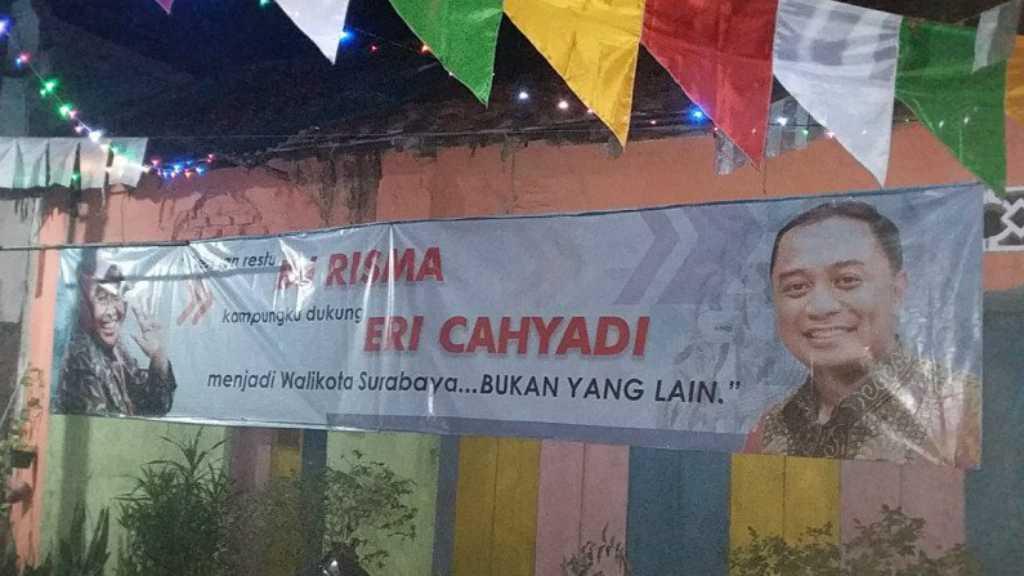 restu
RISMA
kampungku dukung
ERI CAHYADI
menjadi Walikota Surabaya...BUKAN YANG LAIN."